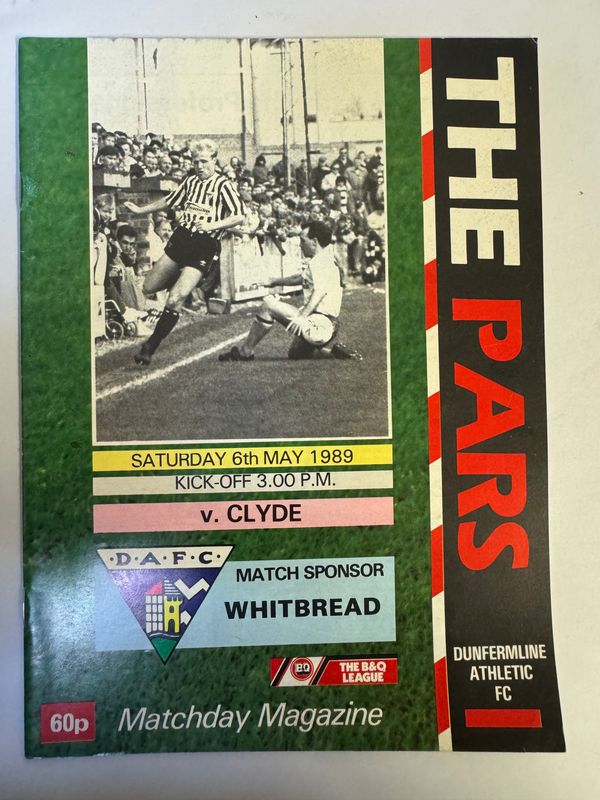 THE PARS
SATURDAY 6th MAY 1989
KICK-OFF 3.00 P.M.
v. CLYDE
D.A.F.C.
MATCH SPONSOR
WHITBREAD
DUNFERMLINE
ATHLETIC
FC
B&Q
THE B&Q
LEAGUE
60p
Matchday Magazine